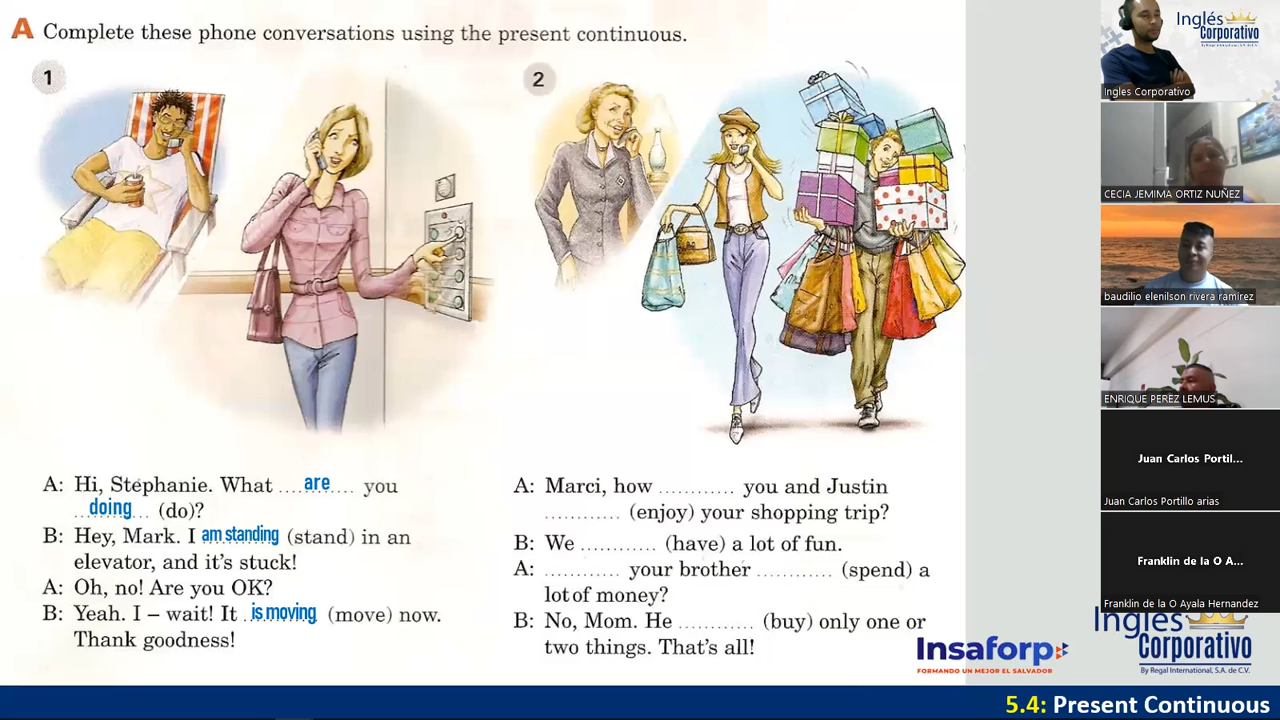 A Complete these phone conversations using the present continuous.
1
A: Hi, Stephanie. What ....are.... you
....doing.... (do)?
B: Hey, Mark. I am standing (stand) in an
elevator, and it's stuck!
A: Oh, no! Are you OK?
B: Yeah. I – wait! It is moving (move) now.
Thank goodness!
2
A: Marci, how ............ you and Justin
............ (enjoy) your shopping trip?
B: We ............ (have) a lot of fun.
A: ............ your brother ............ (spend) a
lot of money?
B: No, Mom. He ............ (buy) only one or
two things. That's all!
Insaforp
FORMANDO UN MEJOR EL SALVADOR
Inglés
Corporativo
By Regal International, S.A. de C.V.
5.4: Present Continuous
Inglés
Corporativo
By Regal International, S.A. de C.V.
Ingles Corporativo
CECIA JEMIMA ORTIZ NUÑEZ
baudilio elenilson rivera ramirez
ENRIQUE PEREZ LEMUS
Juan Carlos Portil...
Juan Carlos Portillo arias
Franklin de la O A...
Franklin de la O Ayala Hernandez